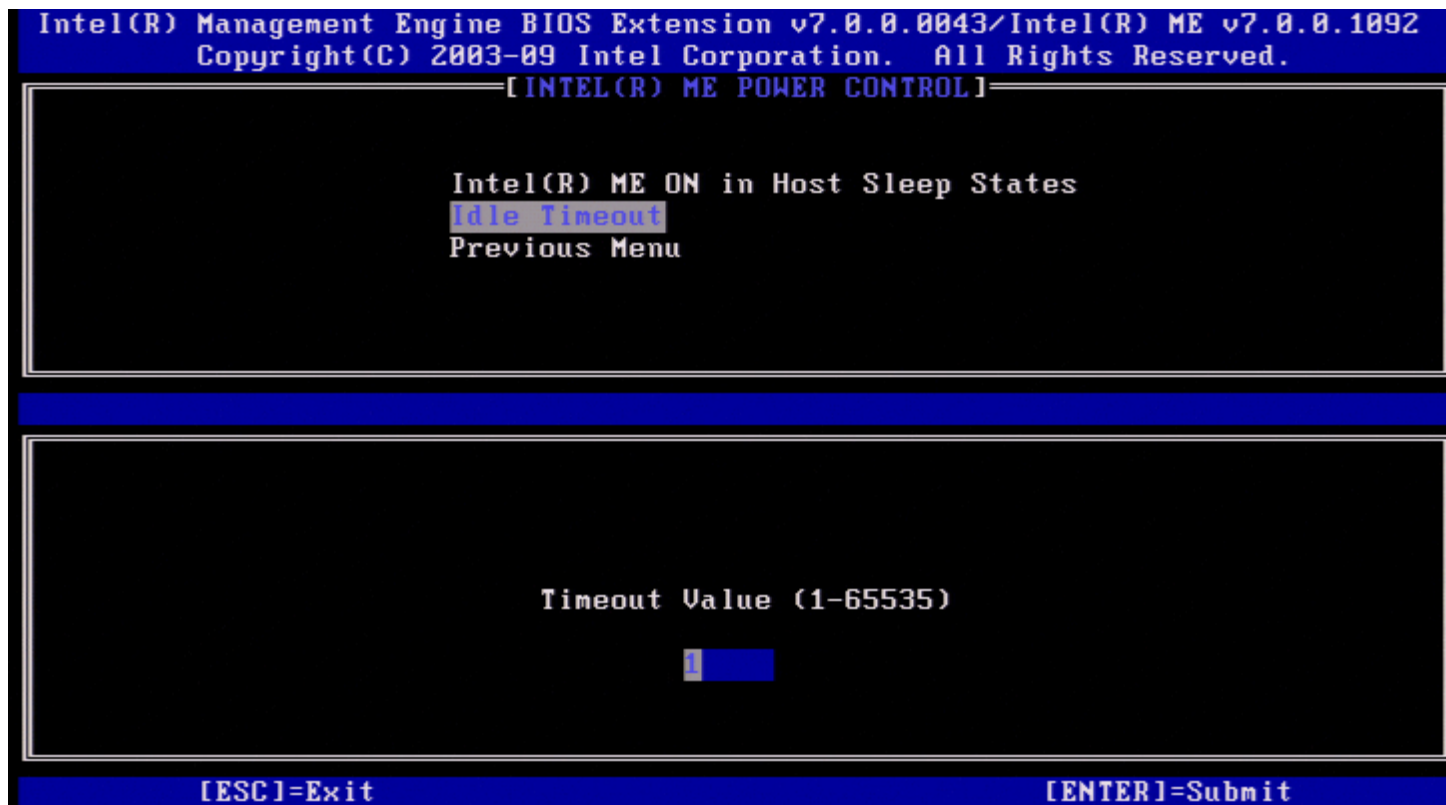 Intel(R) Management Engine BIOS Extension v7.0.0.0043/Intel(R) ME v7.0.0.1092
Copyright(C) 2003-09 Intel Corporation. All Rights Reserved.
[INTEL(R) ME POWER CONTROL]
Intel(R) ME ON in Host Sleep States
Idle Timeout
Previous Menu
Timeout Value (1-65535)
1
[ESC]=Exit [ENTER]=Submit